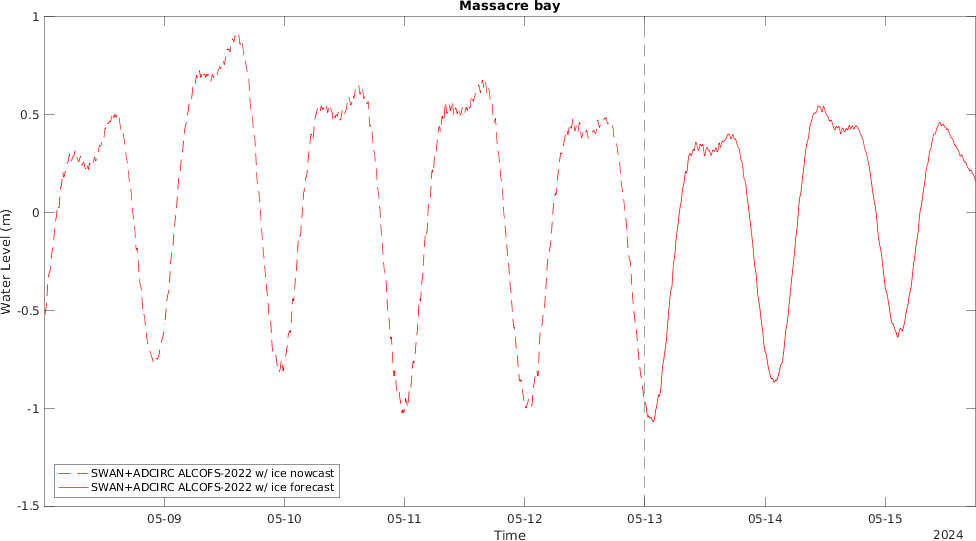 Massacre bay
1
0.5
0
-0.5
-1
-1.5
Water Level (m)
SWAN+ADCIRC ALCOFS-2022 w/ ice nowcast
SWAN+ADCIRC ALCOFS-2022 w/ ice forecast
05-09 05-10 05-11 05-12 05-13 05-14 05-15
Time
2024